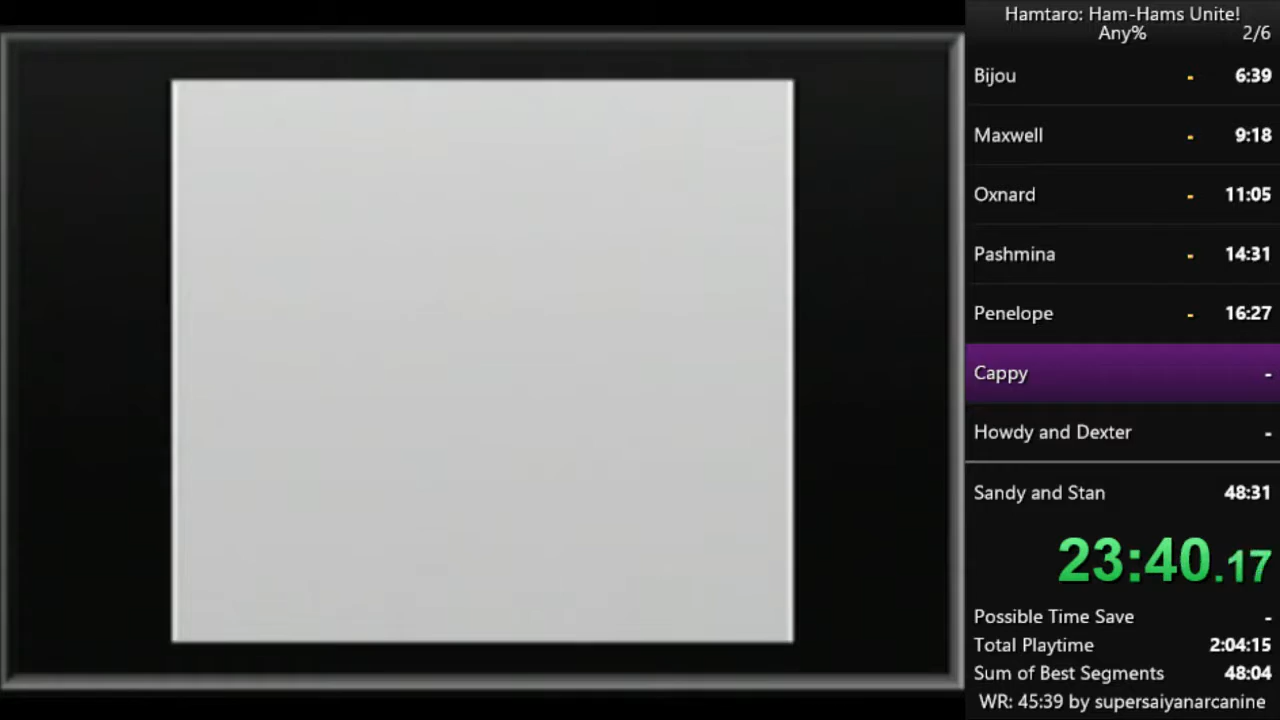 Hamtaro: Ham-Hams Unite!
Any% 2/6
Bijou - 6:39
Maxwell - 9:18
Oxnard - 11:05
Pashmina - 14:31
Penelope - 16:27
Cappy -
Howdy and Dexter -
Sandy and Stan 48:31
23:40.17
Possible Time Save -
Total Playtime 2:04:15
Sum of Best Segments 48:04
WR: 45:39 by supersaiyanarcanine